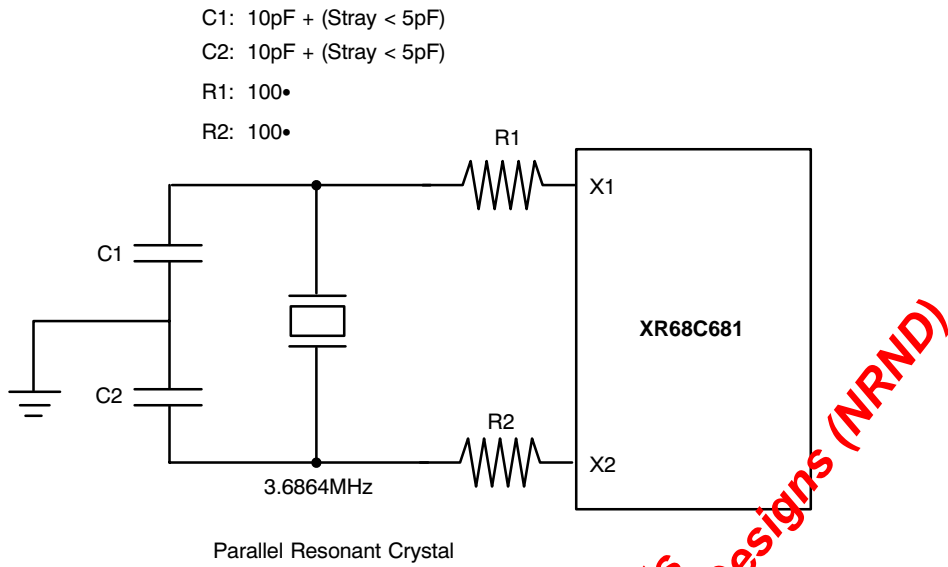 C1: 10pF + (Stray < 5pF)
C2: 10pF + (Stray < 5pF)
R1: 100•
R2: 100•
R1
X1
C1
XR68C681
C2
R2
X2
3.6864MHz
Parallel Resonant Crystal
Designs (NRND)